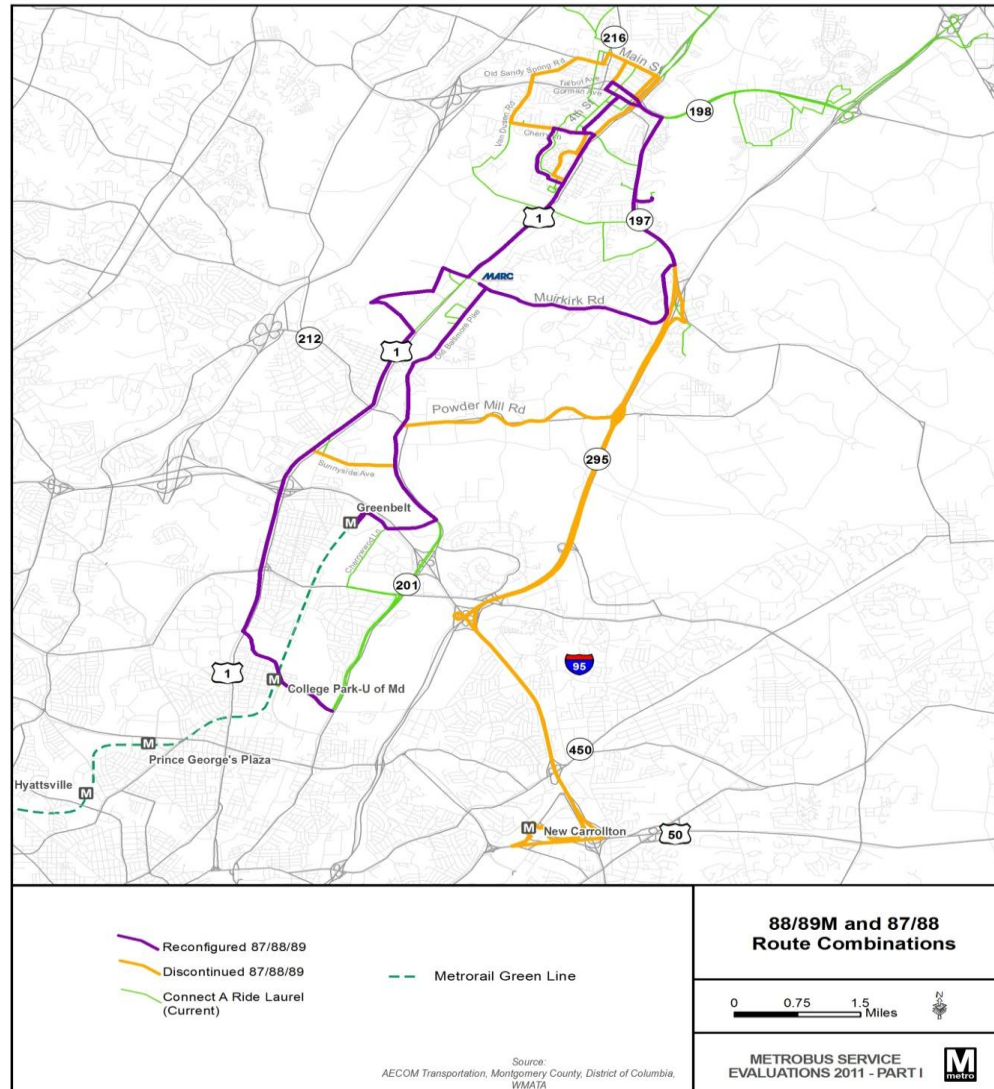 216
Main St
Old Sandy Spring Rd
Talbot Ave
Gorman Ave
4th St
198
Van Dusen Rd
Cherry Ln
1
197
MARC
Muirkirk Rd
212
1
Old Baltimore Pike
Powder Mill Rd
Sunnyside Ave
295
M
Greenbelt
Cherrywood Ln
201
1
M
College Park-U of Md
95
M
Prince George's Plaza
450
Hyattsville
M
M
New Carrollton
50
Reconfigured 87/88/89
Discontinued 87/88/89
Connect A Ride Laurel
(Current)
Metrorail Green Line
Source:
AECOM Transportation, Montgomery County, District of Columbia,
WMATA
88/89M and 87/88
Route Combinations
0 0.75 1.5
Miles
N
METROBUS SERVICE
EVALUATIONS 2011 - PART I
M
metro